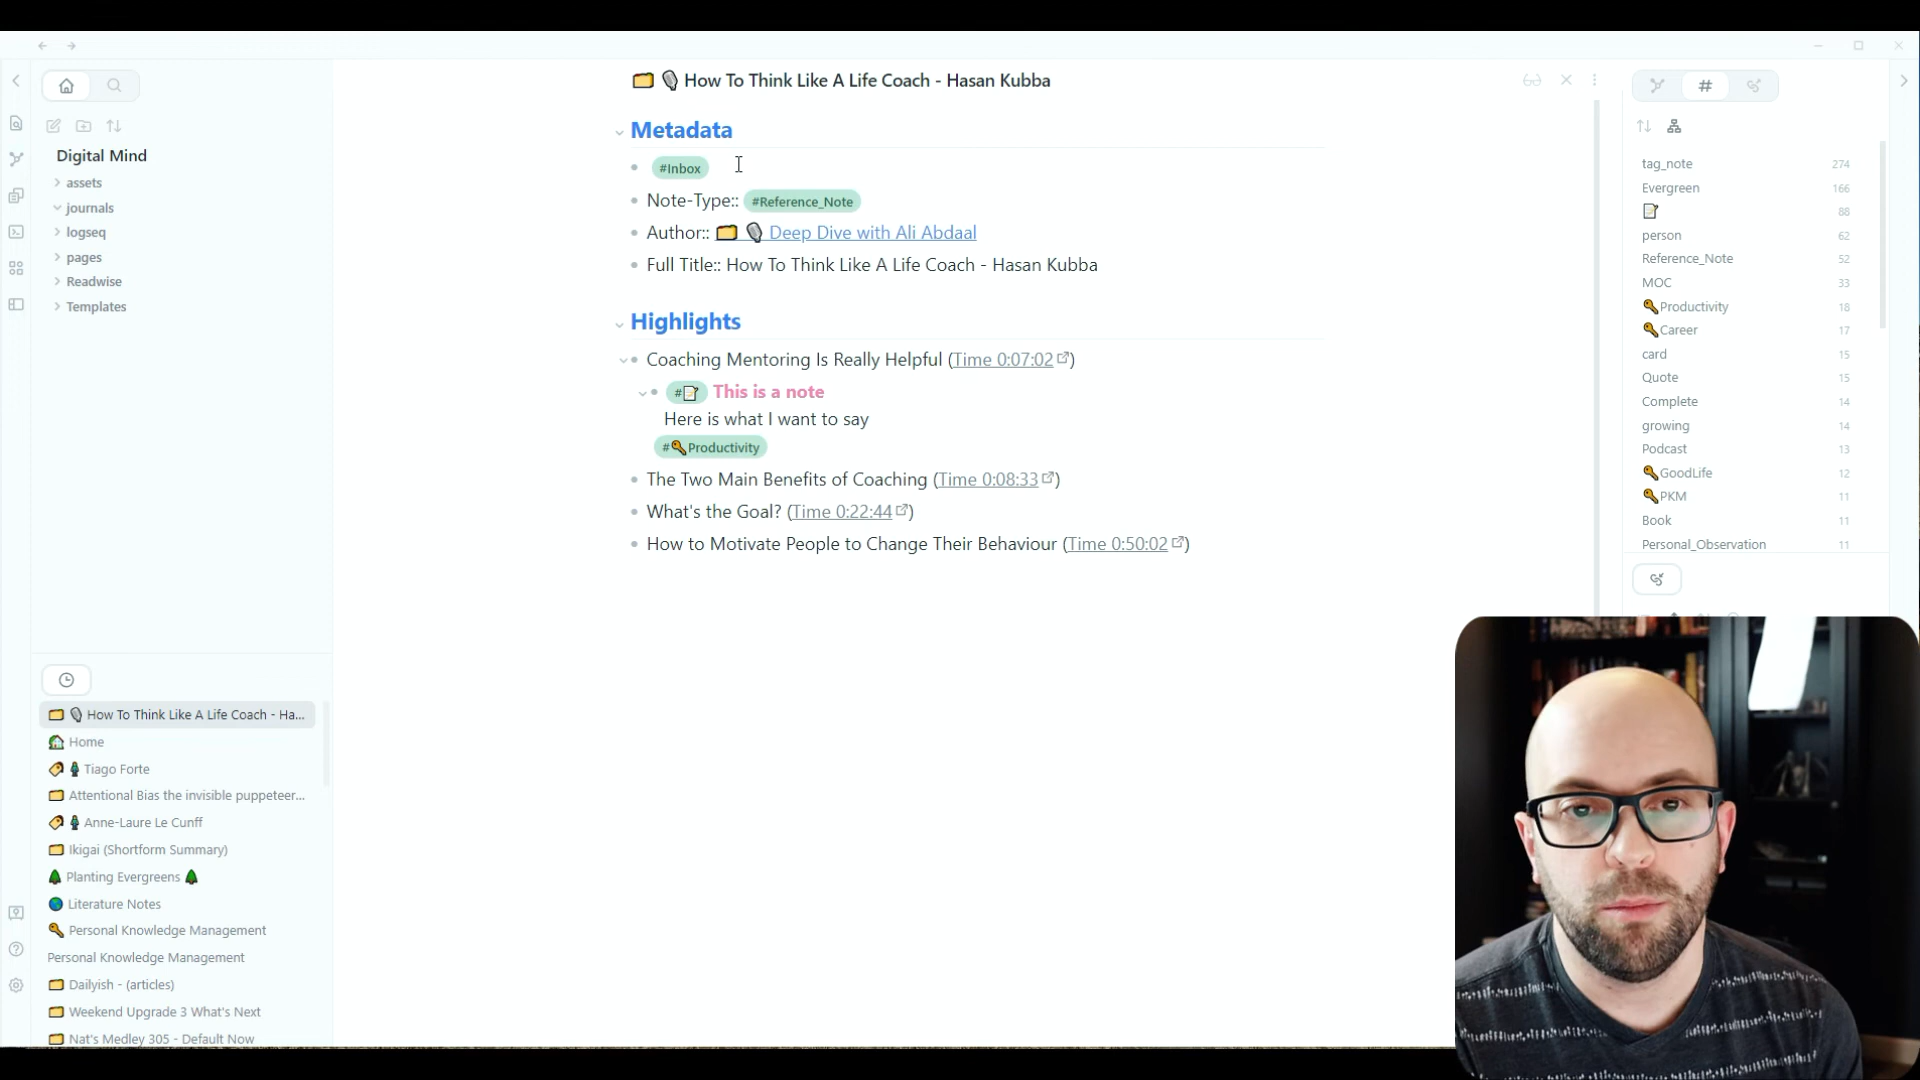 How To Think Like A Life Coach - Hasan Kubba
Digital Mind
assets
journals
logseq
pages
Readwise
Templates
Metadata
#Inbox
Note-Type:: #Reference_Note
Author:: Deep Dive with Ali Abdaal
Full Title:: How To Think Like A Life Coach - Hasan Kubba
Highlights
Coaching Mentoring Is Really Helpful (Time 0:07:02)
# This is a note
Here is what I want to say
#🔑Productivity
The Two Main Benefits of Coaching (Time 0:08:33)
What's the Goal? (Time 0:22:44)
How to Motivate People to Change Their Behaviour (Time 0:50:02)
#
tag_note 274
Evergreen 166
📝 88
person 62
Reference_Note 52
MOC 33
🔑Productivity 18
🔑Career 17
card 15
Quote 15
Complete 14
growing 14
Podcast 13
🔑GoodLife 12
🔑PKM 11
Book 11
Personal_Observation 11
How To Think Like A Life Coach - Ha...
Home
Tiago Forte
Attentional Bias the invisible puppeteer...
Anne-Laure Le Cunff
Ikigai (Shortform Summary)
Planting Evergreens
Literature Notes
Personal Knowledge Management
Personal Knowledge Management
Dailyish - (articles)
Weekend Upgrade 3 What's Next
Nat's Medley 305 - Default Now